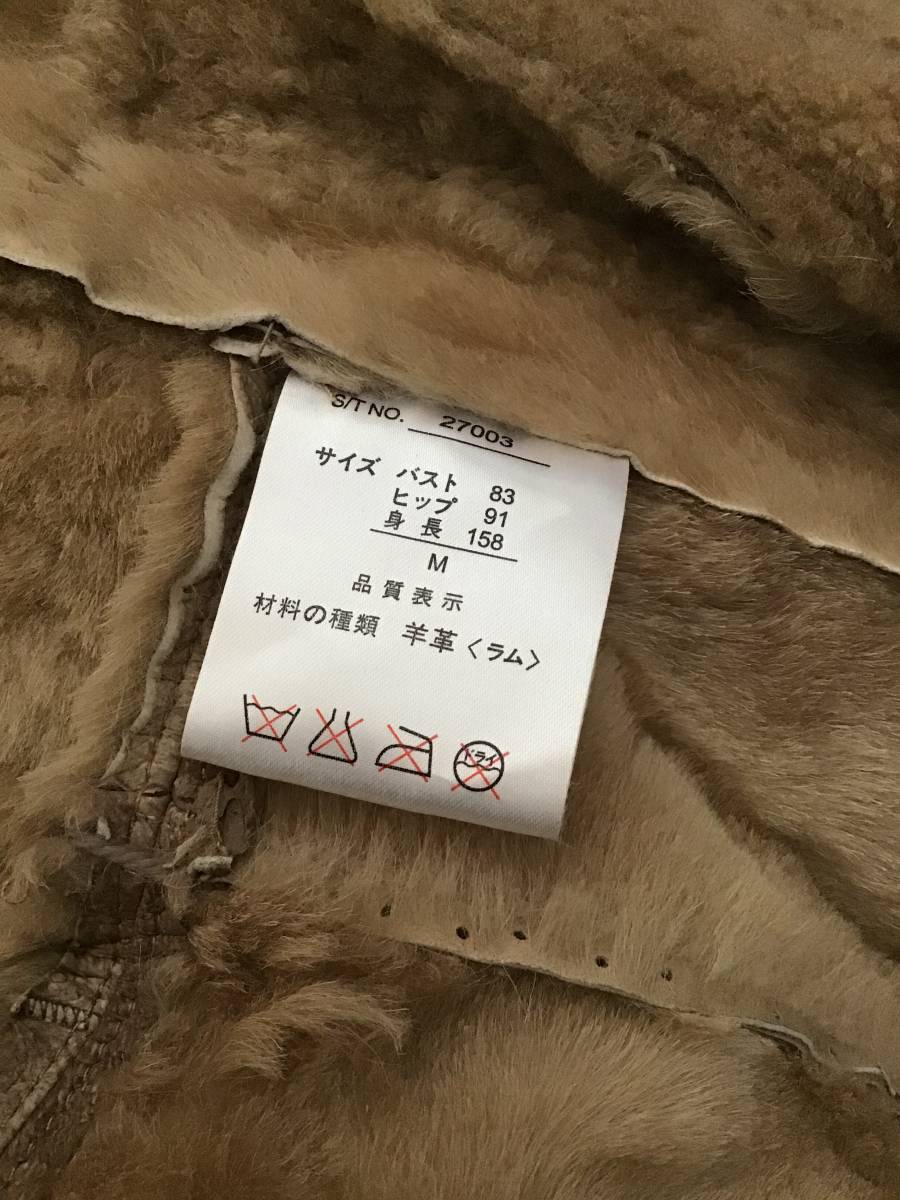 S/T NO. 27003
サイズ バスト 83
ヒップ 91
身長 158
M
品質表示
材料の種類 羊革〈ラム〉
ドライ